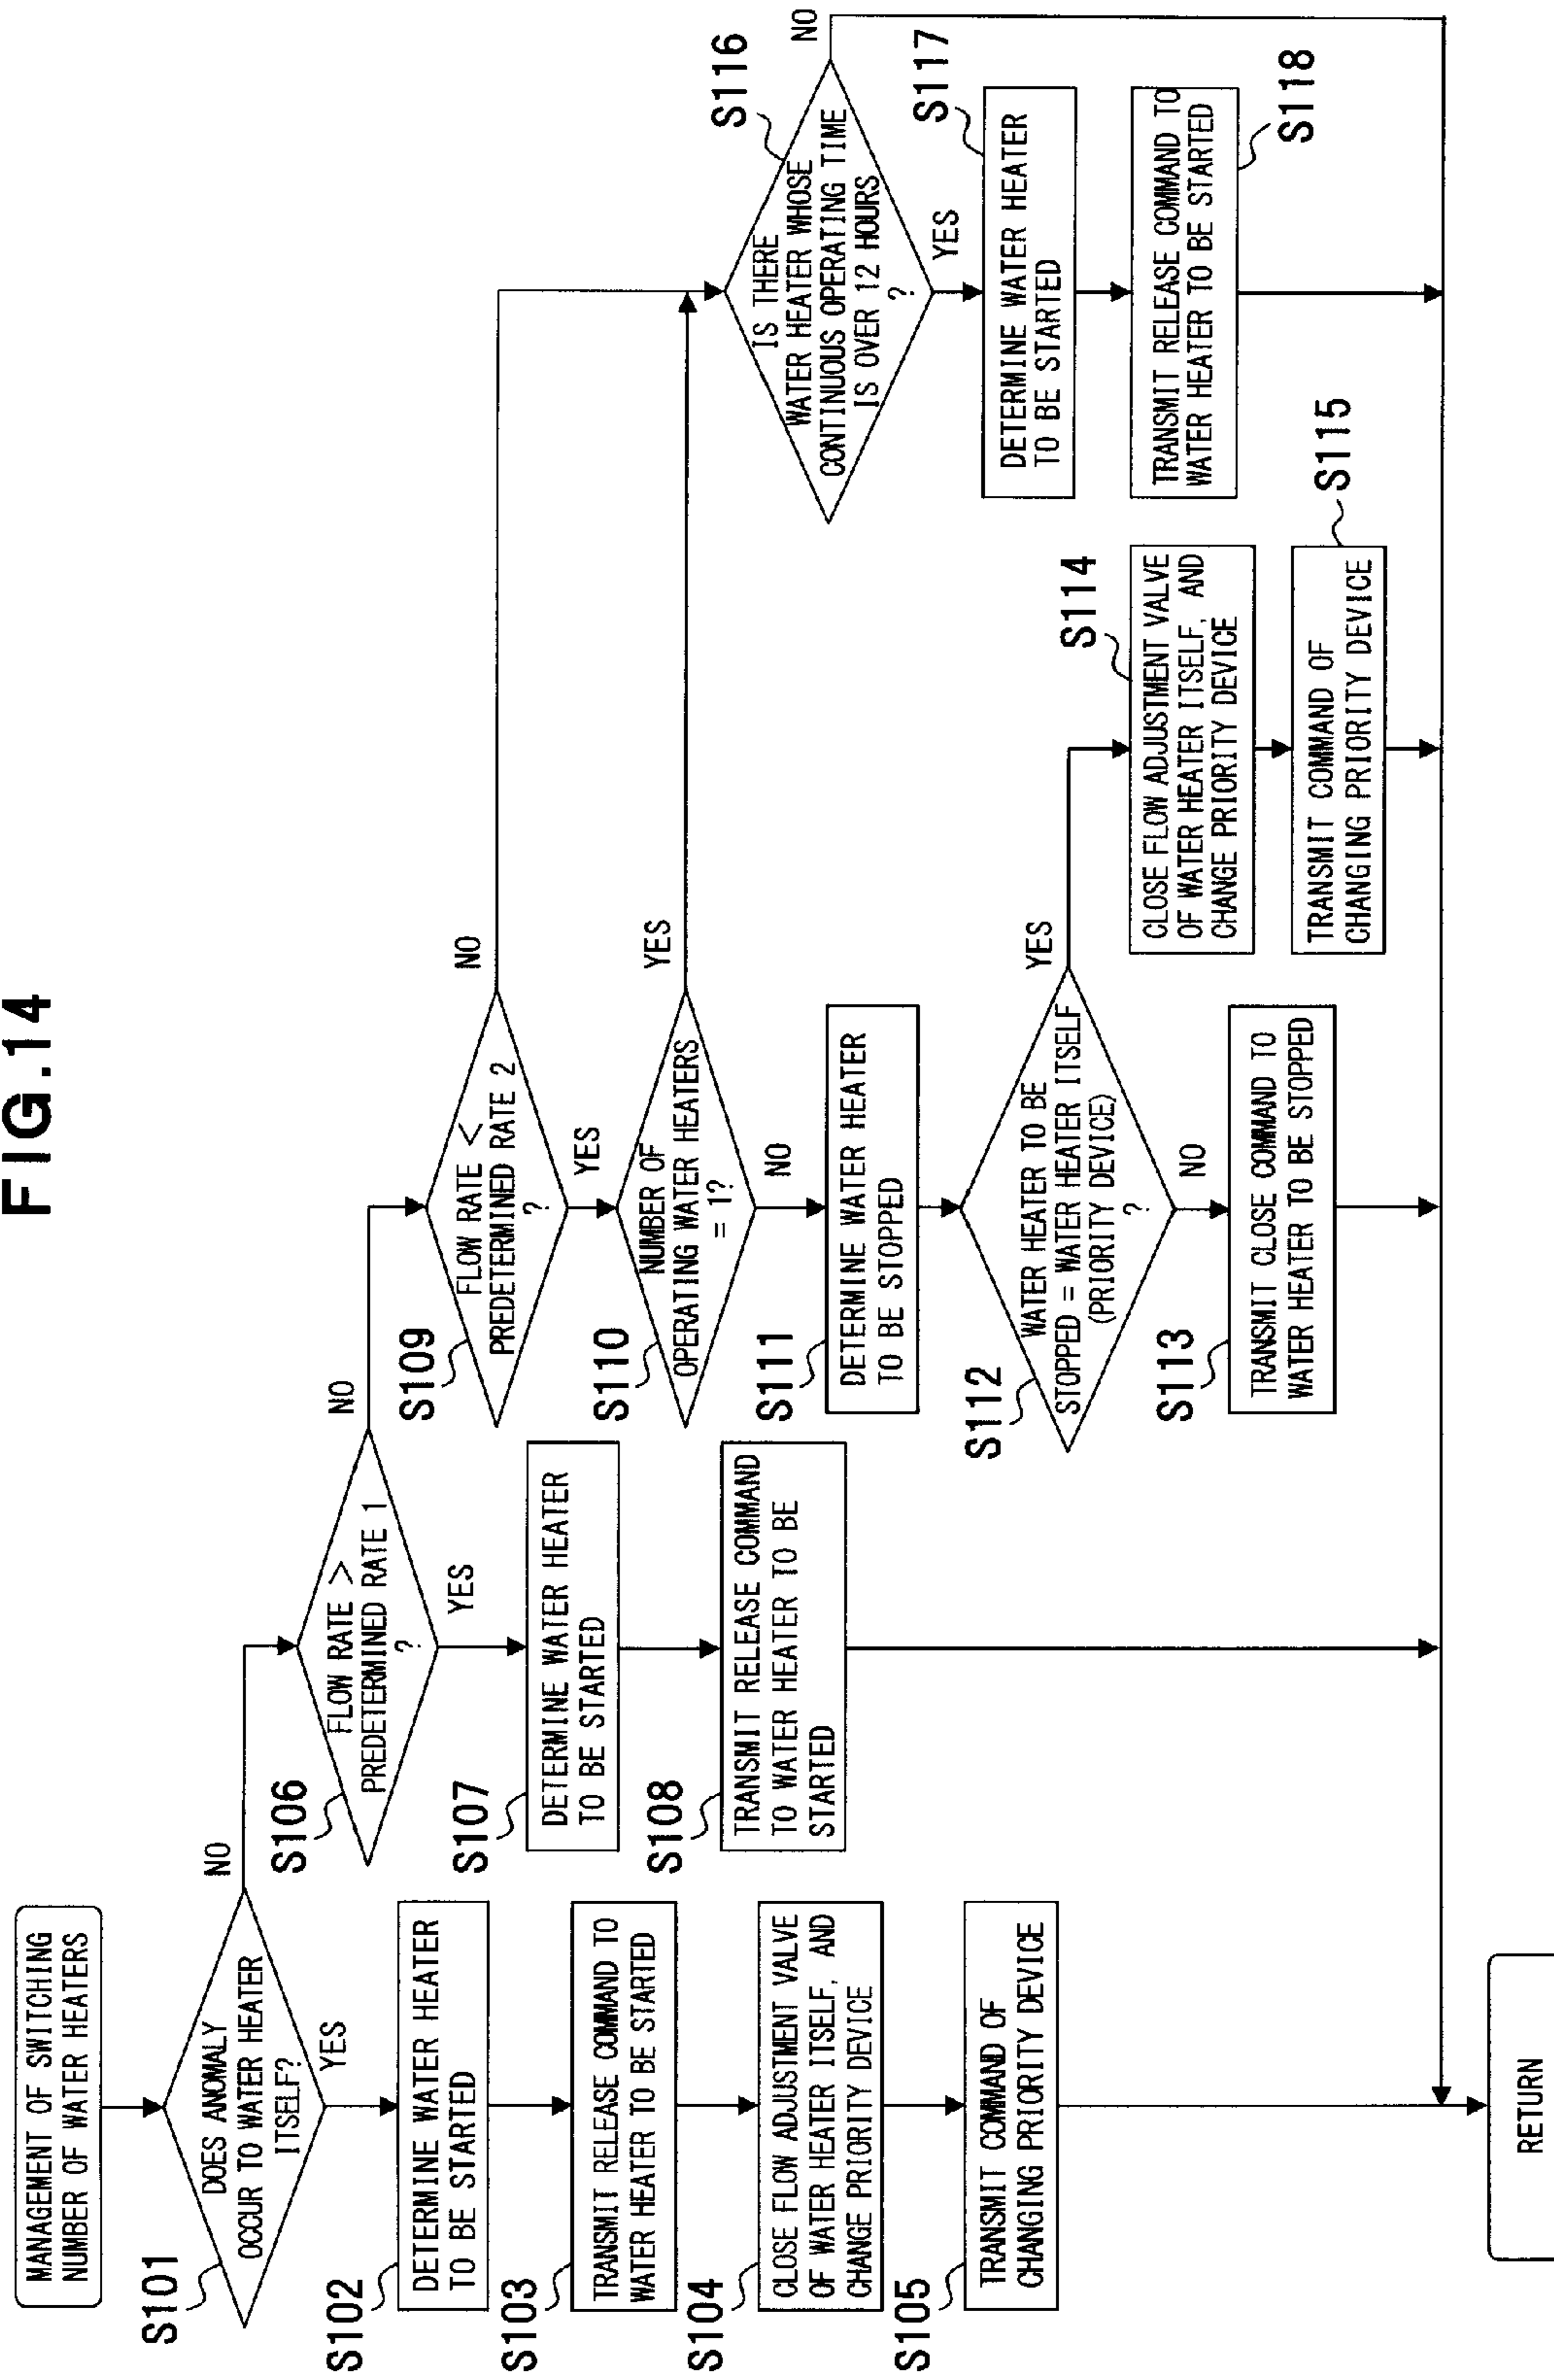 FIG.14
MANAGEMENT OF SWITCHING
NUMBER OF WATER HEATERS
S101
DOES ANOMALY
OCCUR TO WATER HEATER
ITSELF?
NO
YES
S102
DETERMINE WATER HEATER
TO BE STARTED
S103
TRANSMIT RELEASE COMMAND TO
WATER HEATER TO BE STARTED
S104
CLOSE FLOW ADJUSTMENT VALVE
OF WATER HEATER ITSELF, AND
CHANGE PRIORITY DEVICE
S105
TRANSMIT COMMAND OF
CHANGING PRIORITY DEVICE
S106
FLOW RATE >
PREDETERMINED RATE 1
?
NO
YES
S107
DETERMINE WATER HEATER
TO BE STARTED
S108
TRANSMIT RELEASE COMMAND
TO WATER HEATER TO BE
STARTED
S109
FLOW RATE <
PREDETERMINED RATE 2
?
NO
YES
S110
NUMBER OF
OPERATING WATER HEATERS
= 1?
YES
NO
S111
DETERMINE WATER HEATER
TO BE STOPPED
S112
WATER HEATER TO BE
STOPPED = WATER HEATER ITSELF
(PRIORITY DEVICE)
?
YES
NO
S113
TRANSMIT CLOSE COMMAND TO
WATER HEATER TO BE STOPPED
S114
CLOSE FLOW ADJUSTMENT VALVE
OF WATER HEATER ITSELF, AND
CHANGE PRIORITY DEVICE
S115
TRANSMIT COMMAND OF
CHANGING PRIORITY DEVICE
S116
IS THERE
WATER HEATER WHOSE
CONTINUOUS OPERATING TIME
IS OVER 12 HOURS
?
NO
YES
S117
DETERMINE WATER HEATER
TO BE STARTED
S118
TRANSMIT RELEASE COMMAND TO
WATER HEATER TO BE STARTED
RETURN